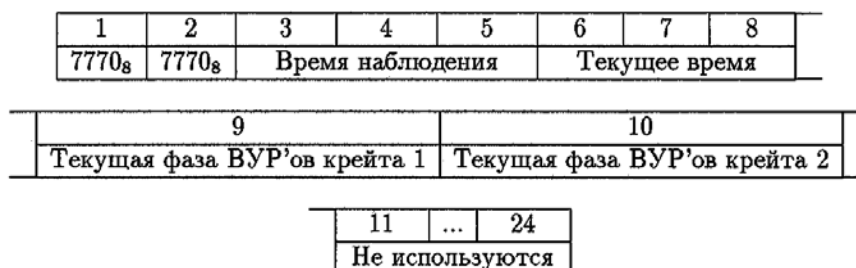 1 2 3 4 5 6 7 8
7770₈ 7770₈ Время наблюдения Текущее время
9 10
Текущая фаза ВУР'ов крейта 1 Текущая фаза ВУР'ов крейта 2
11 ... 24
Не используются